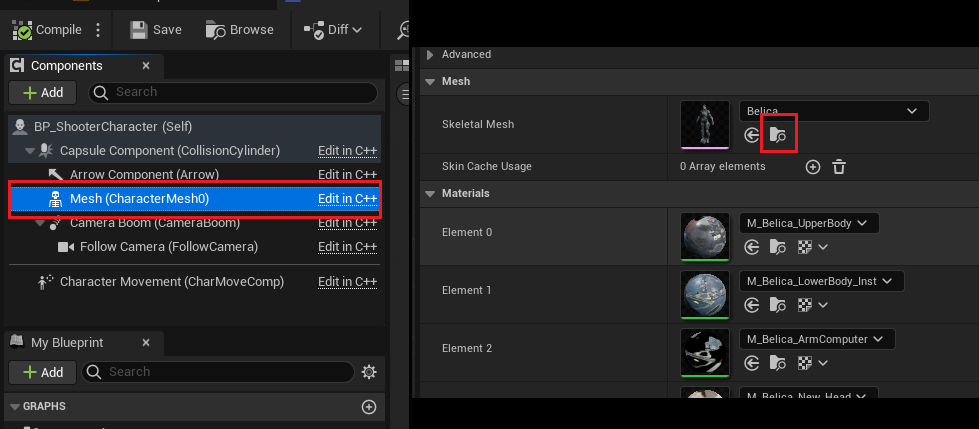 Compile
Save
Browse
Diff
Components
Add
Search
BP_ShooterCharacter (Self)
Capsule Component (CollisionCylinder) Edit in C++
Arrow Component (Arrow) Edit in C++
Mesh (CharacterMesh0) Edit in C++
Camera Boom (CameraBoom) Edit in C++
Follow Camera (FollowCamera) Edit in C++
Character Movement (CharMoveComp) Edit in C++
My Blueprint
Add
Search
GRAPHS
Advanced
Mesh
Skeletal Mesh
Belica
Skin Cache Usage 0 Array elements
Materials
Element 0
M_Belica_UpperBody
Element 1
M_Belica_LowerBody_Inst
Element 2
M_Belica_ArmComputer
M_Belica_New_Head